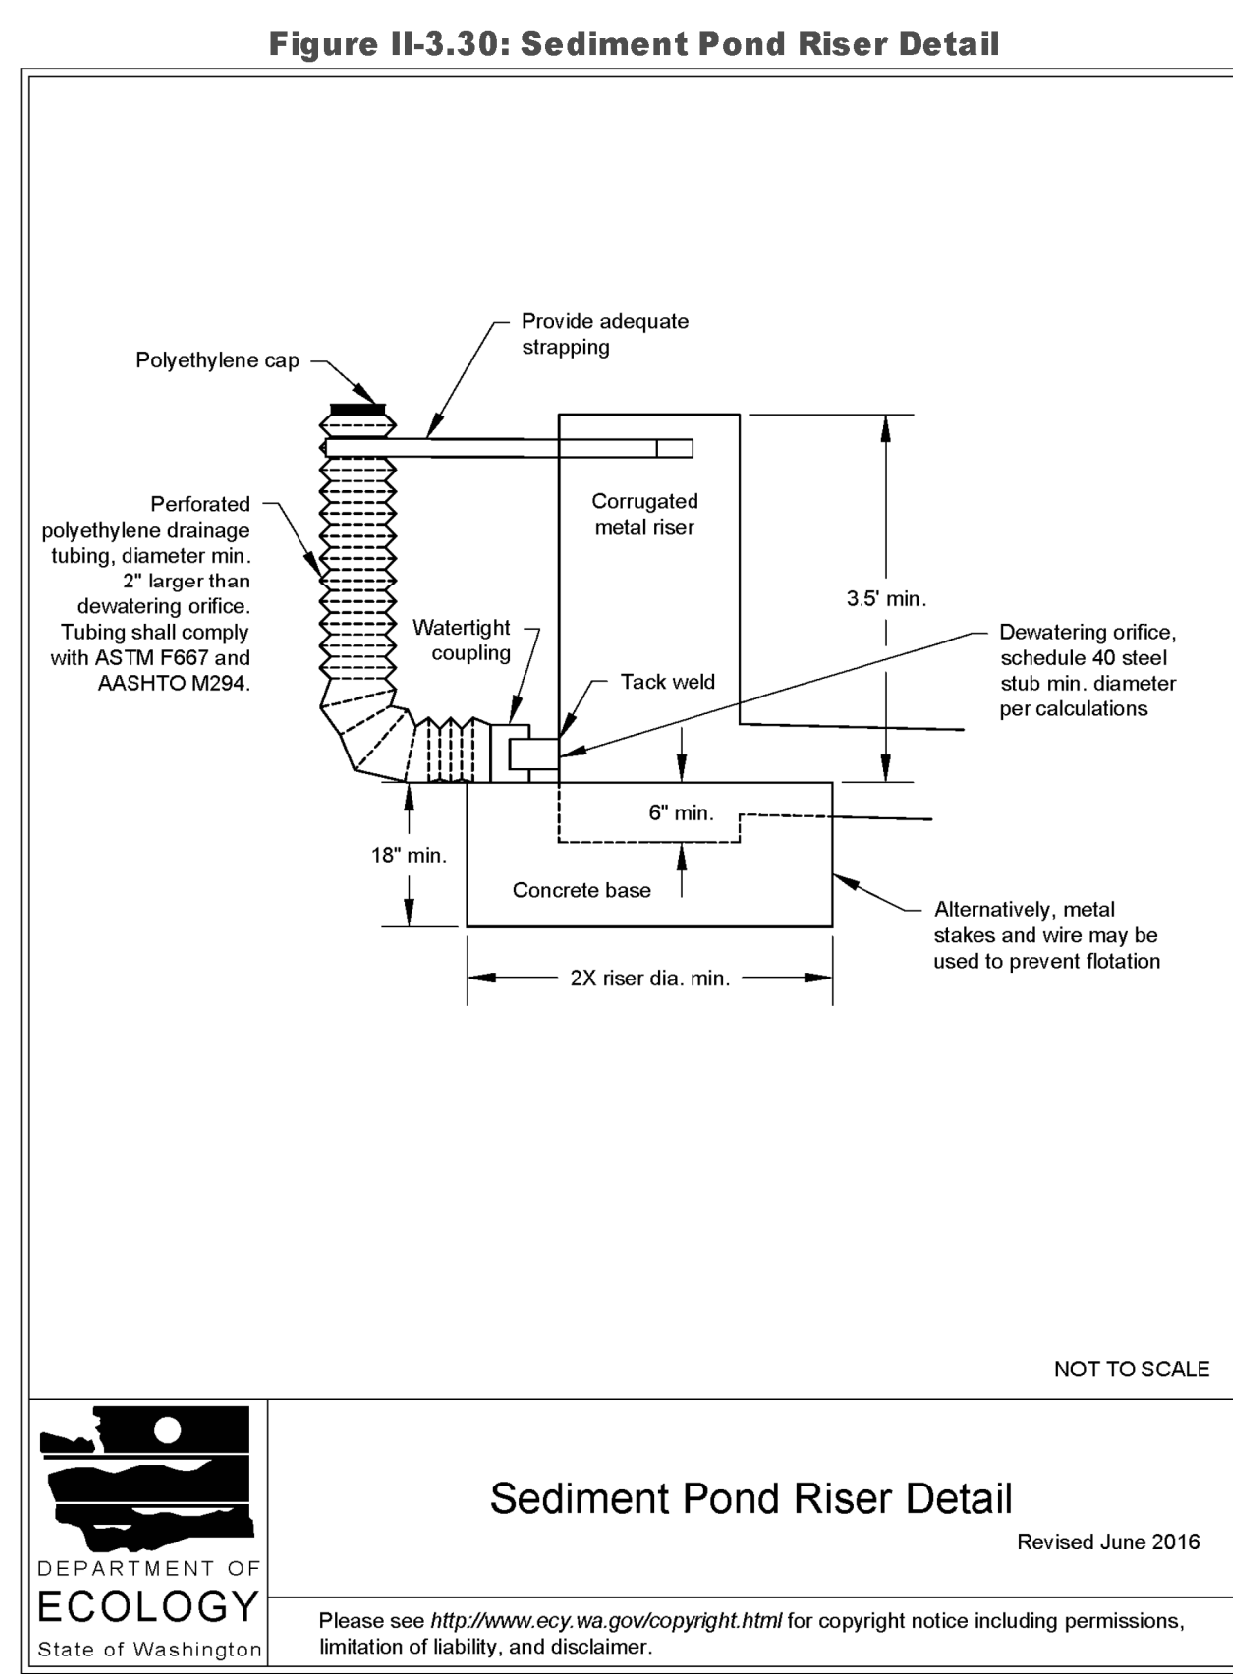 Figure II-3.30: Sediment Pond Riser Detail
Provide adequate
strapping
Polyethylene cap
Perforated
polyethylene drainage
tubing, diameter min.
2" larger than
dewatering orifice.
Tubing shall comply
with ASTM F667 and
AASHTO M294.
Corrugated
metal riser
3.5' min.
Watertight
coupling
Tack weld
Dewatering orifice,
schedule 40 steel
stub min. diameter
per calculations
6" min.
18" min.
Concrete base
Alternatively, metal
stakes and wire may be
used to prevent flotation
2X riser dia. min.
NOT TO SCALE
DEPARTMENT OF
ECOLOGY
State of Washington
Sediment Pond Riser Detail
Revised June 2016
Please see http://www.ecy.wa.gov/copyright.html for copyright notice including permissions,
limitation of liability, and disclaimer.